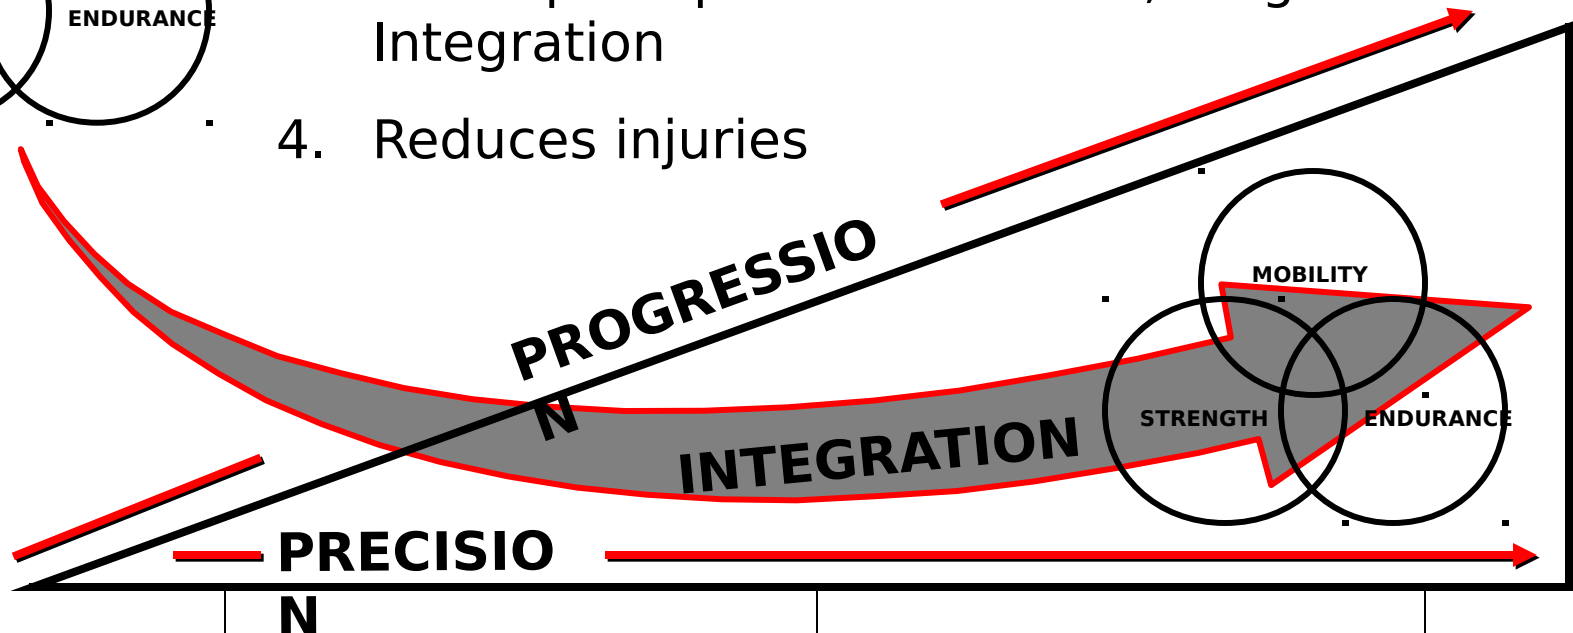 ENDURANCE
Integration
4. Reduces injuries
PROGRESSIO
N
MOBILITY
STRENGTH
ENDURANCE
INTEGRATION
PRECISIO
N